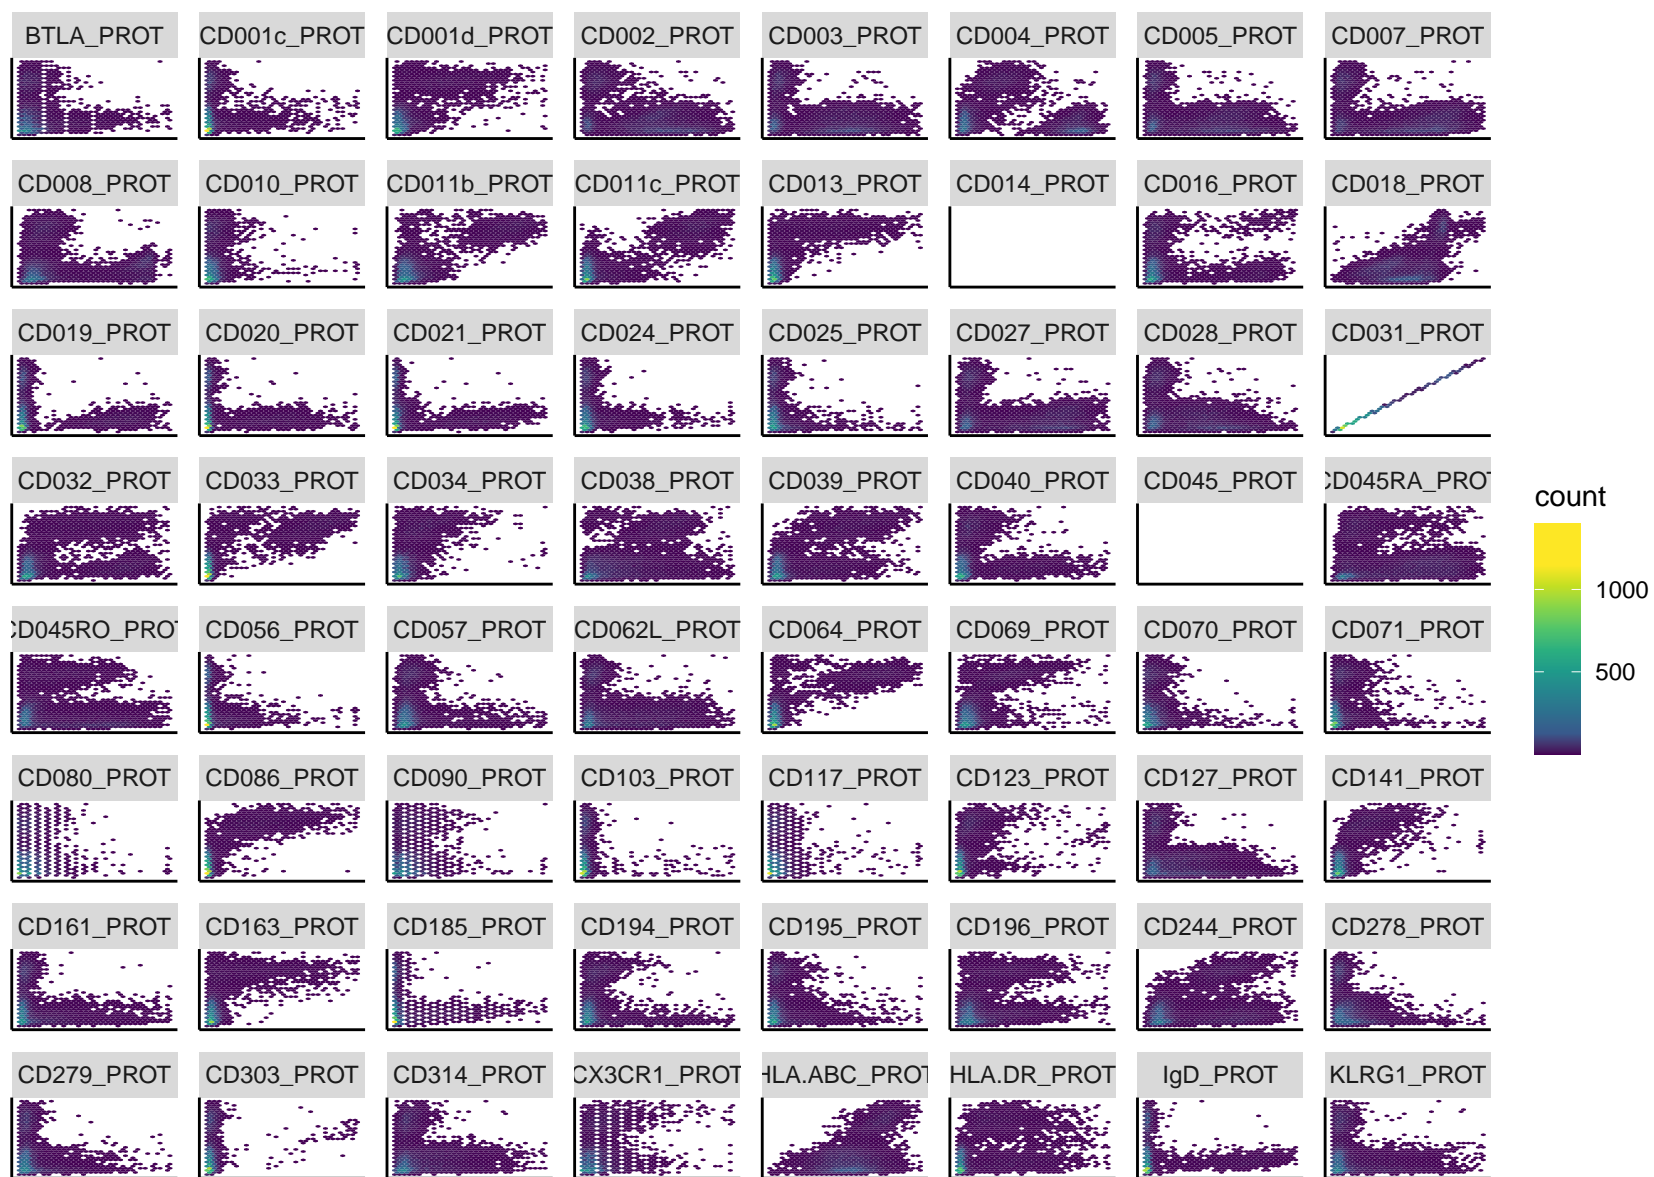 BTLA_PROT CD001c_PROT CD001d_PROT CD002_PROT CD003_PROT CD004_PROT CD005_PROT CD007_PROT
CD008_PROT CD010_PROT CD011b_PROT CD011c_PROT CD013_PROT CD014_PROT CD016_PROT CD018_PROT
CD019_PROT CD020_PROT CD021_PROT CD024_PROT CD025_PROT CD027_PROT CD028_PROT CD031_PROT
CD032_PROT CD033_PROT CD034_PROT CD038_PROT CD039_PROT CD040_PROT CD045_PROT CD045RA_PROT
count
1000
500
CD045RO_PROT CD056_PROT CD057_PROT CD062L_PROT CD064_PROT CD069_PROT CD070_PROT CD071_PROT
CD080_PROT CD086_PROT CD090_PROT CD103_PROT CD117_PROT CD123_PROT CD127_PROT CD141_PROT
CD161_PROT CD163_PROT CD185_PROT CD194_PROT CD195_PROT CD196_PROT CD244_PROT CD278_PROT
CD279_PROT CD303_PROT CD314_PROT CX3CR1_PROT HLA.ABC_PROT HLA.DR_PROT IgD_PROT KLRG1_PROT